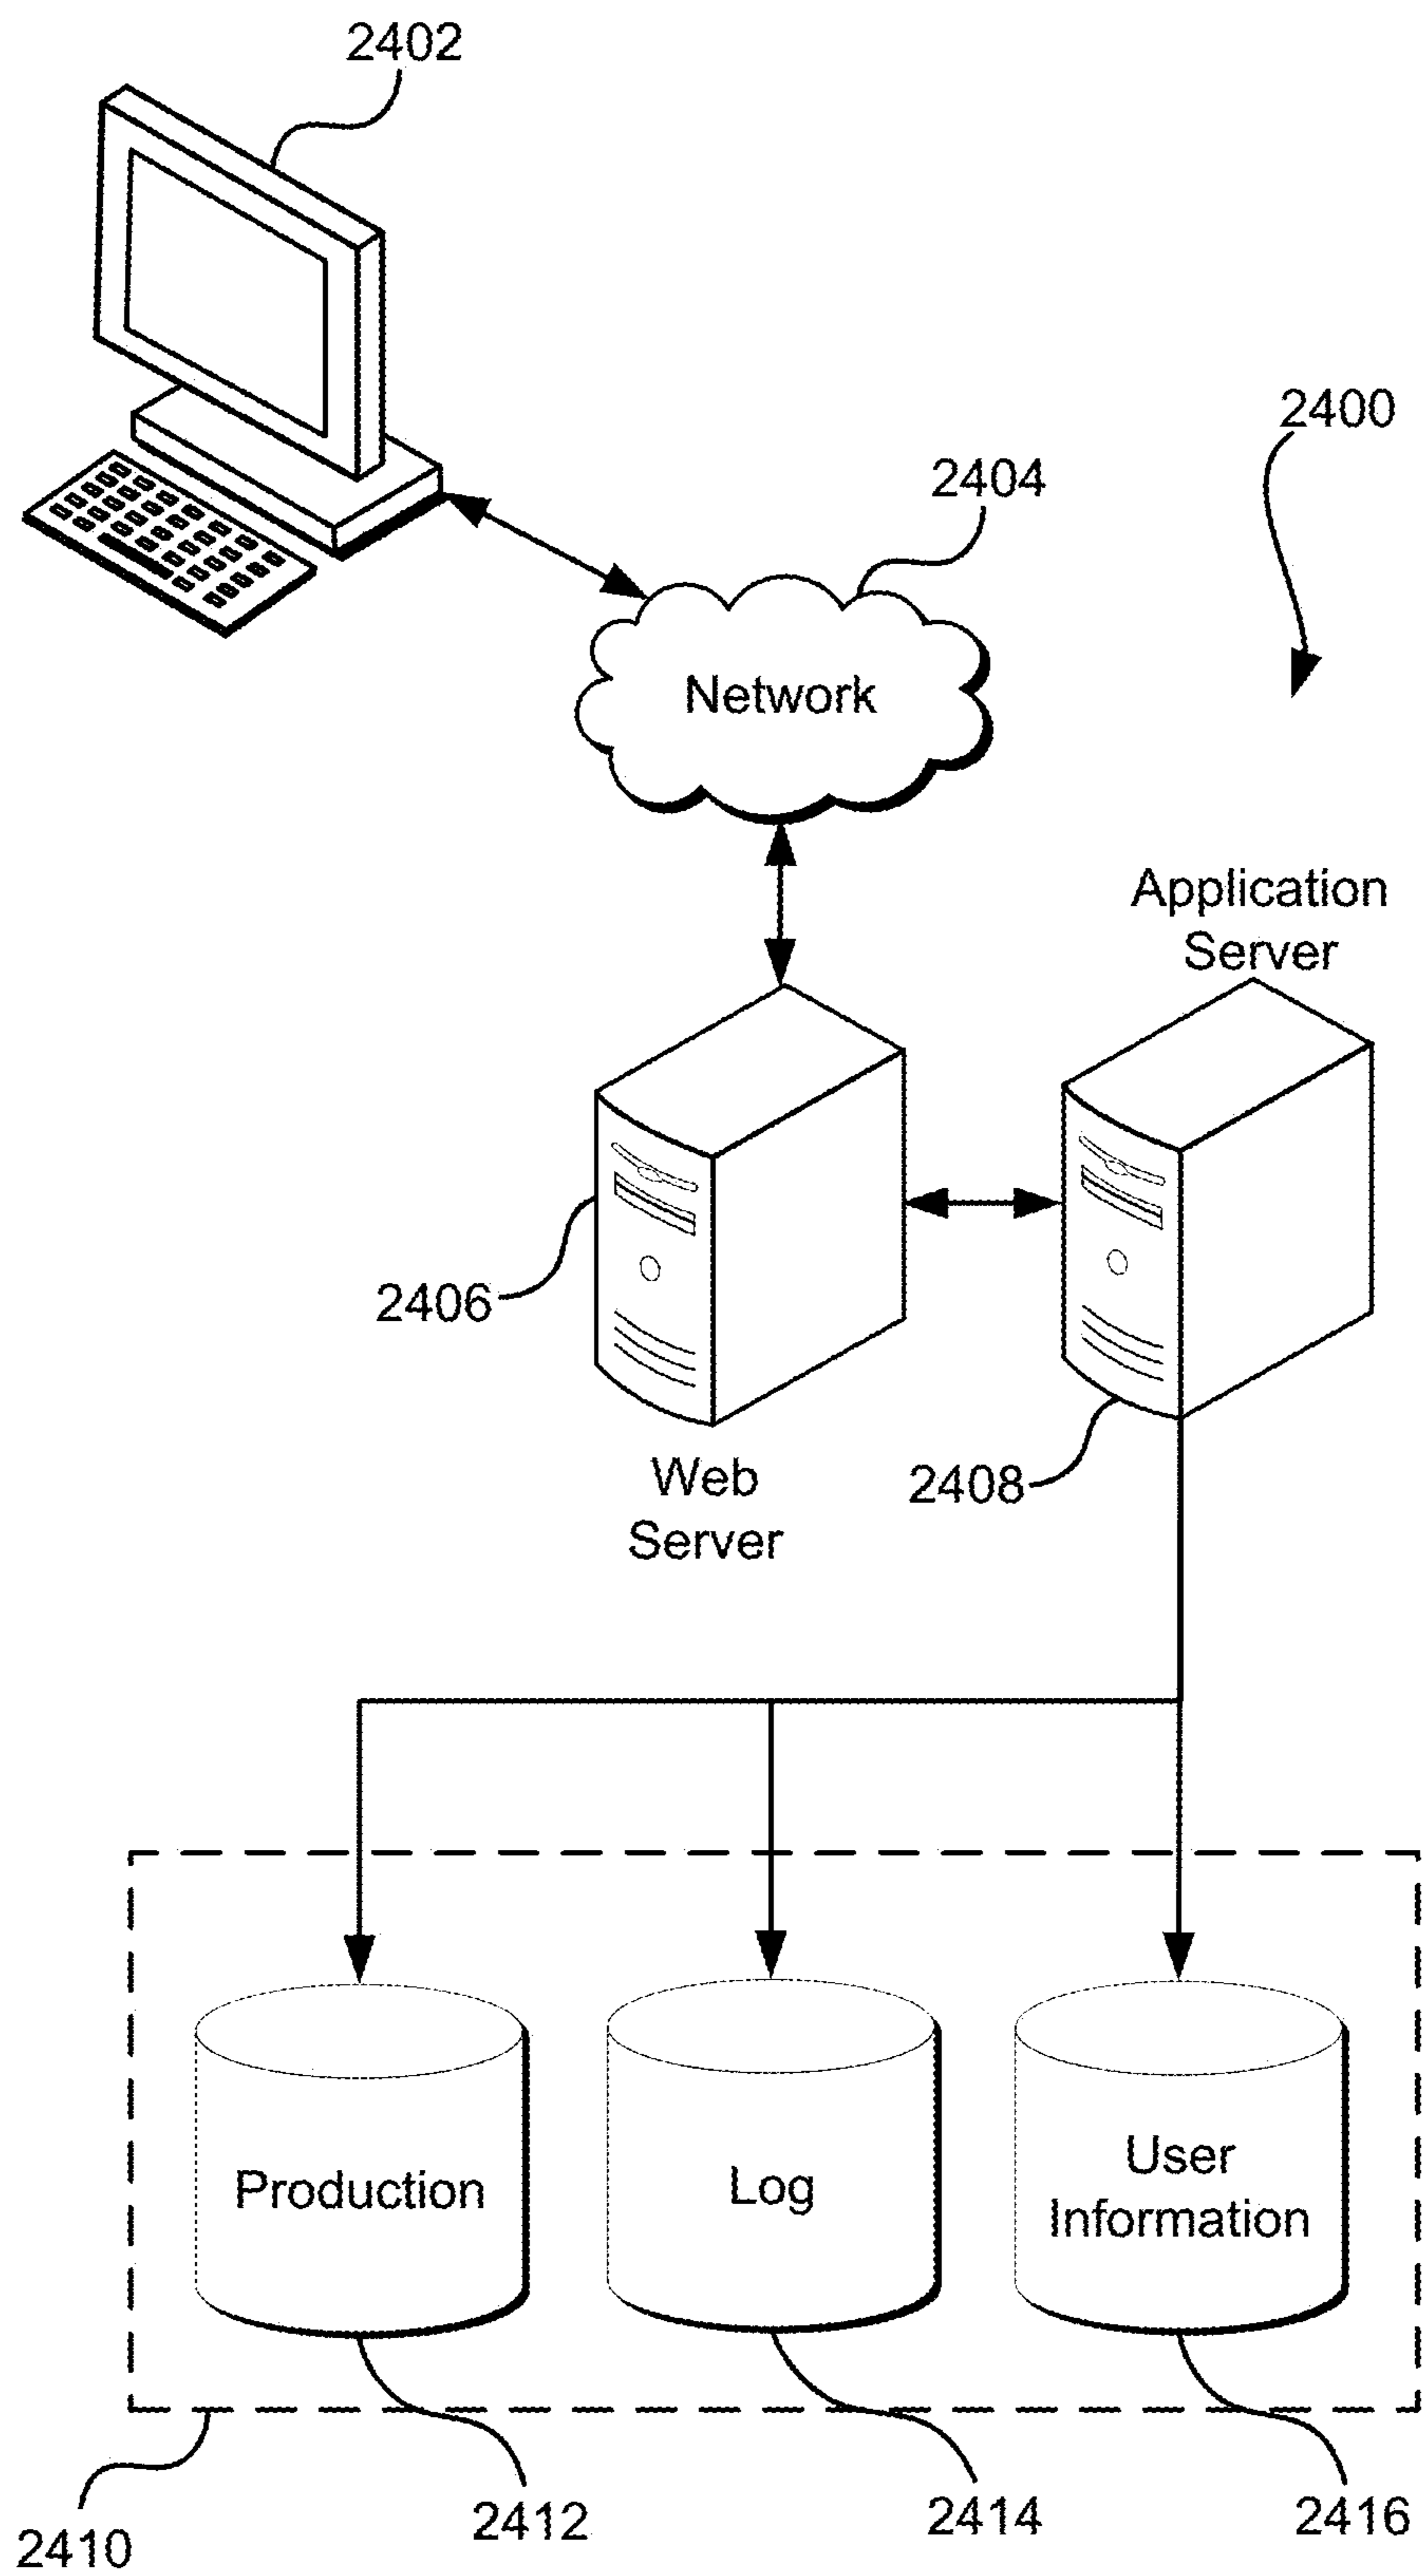 2402
2400
2404
Network
Application
Server
2406
Web
Server
2408
Production
Log
User
Information
2410
2412
2414
2416